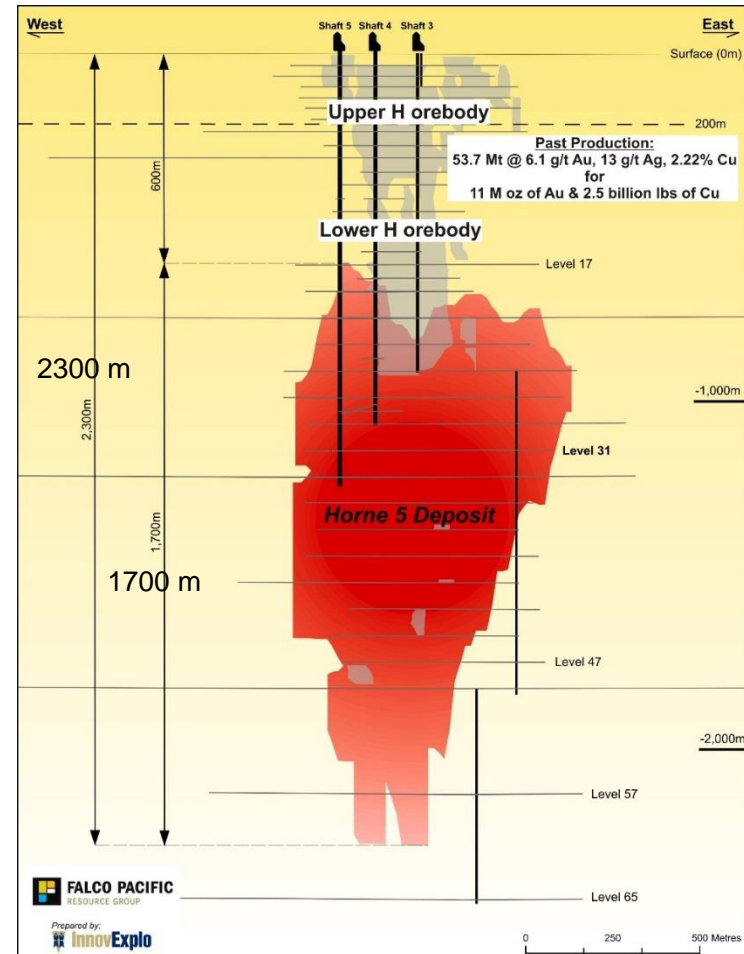 West
East
Shaft 5
Shaft 4
Shaft 3
Surface (0m)
Upper H orebody
200m
Past Production:
53.7 Mt @ 6.1 g/t Au, 13 g/t Ag, 2.22% Cu
for
11 M oz of Au & 2.5 billion lbs of Cu
600m
Lower H orebody
Level 17
2300 m
2,300m
-1,000m
Level 31
Horne 5 Deposit
1,700m
1700 m
Level 47
-2,000m
Level 57
FALCO PACIFIC
RESOURCE GROUP
Level 65
Prepared by:
InnovExplo
0 250 500 Metres